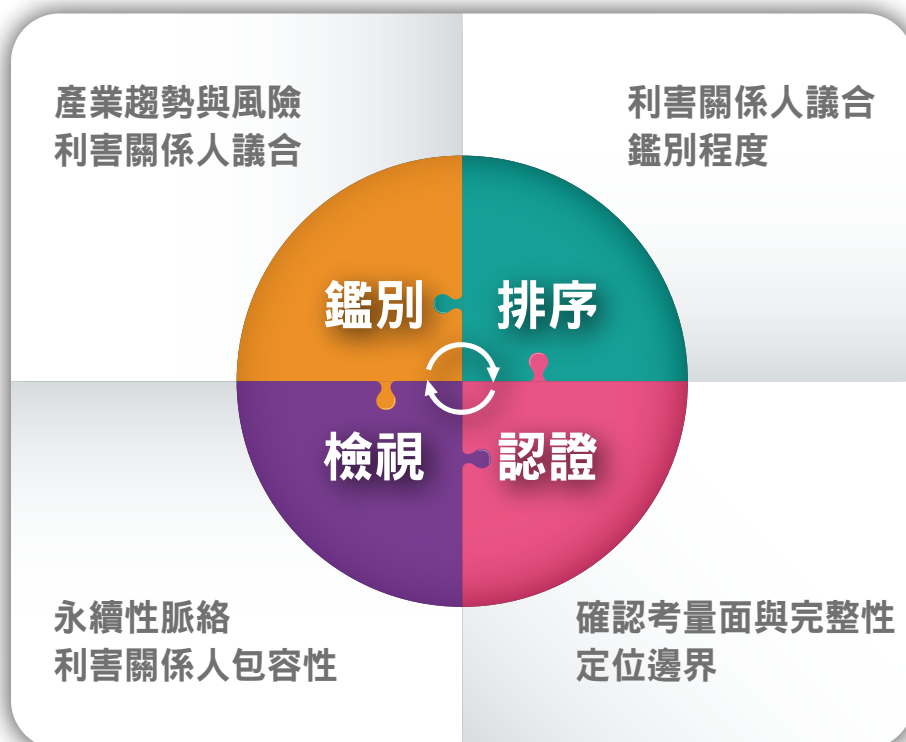 產業趨勢與風險
利害關係人議合
利害關係人議合
鑑別程度
鑑別
排序
檢視
認證
永續性脈絡
利害關係人包容性
確認考量面與完整性
定位邊界